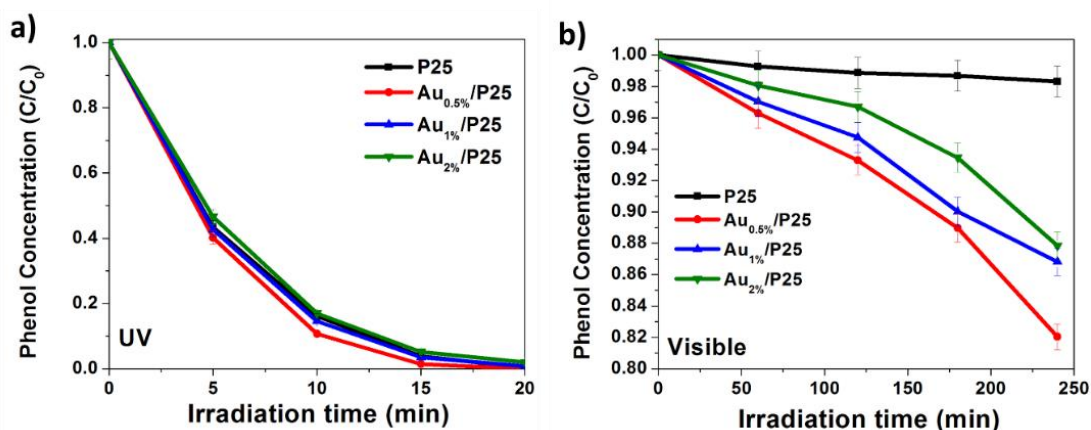 a)
Phenol Concentration (C/C₀)
1.0
0.8
0.6
0.4
0.2
0.0
P25
Au₀.₅%/P25
Au₁%/P25
Au₂%/P25
UV
0 5 10 15 20
Irradiation time (min)
b)
Phenol Concentration (C/C₀)
1.00
0.98
0.96
0.94
0.92
0.90
0.88
0.86
0.84
0.82
0.80
P25
Au₀.₅%/P25
Au₁%/P25
Au₂%/P25
Visible
0 50 100 150 200 250
Irradiation time (min)